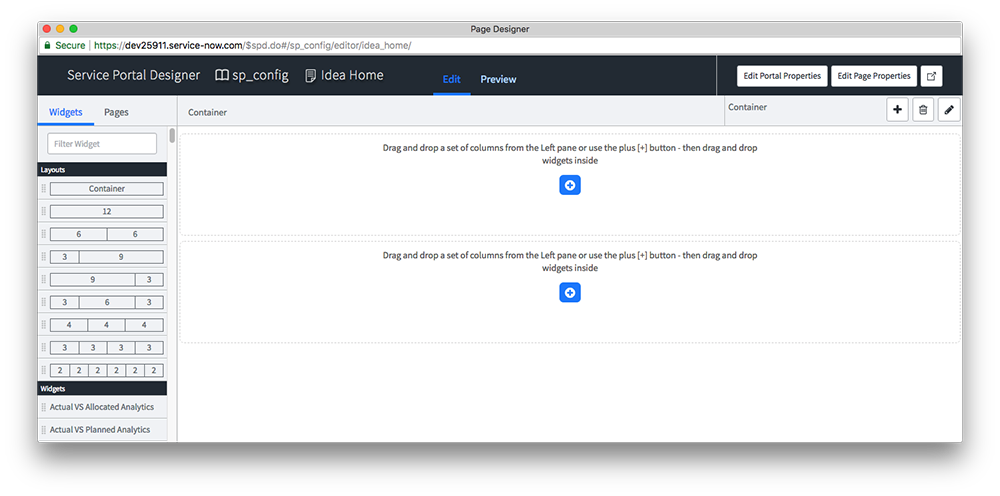 Page Designer
Secure | https://dev25911.service-now.com/$spd.do#/sp_config/editor/idea_home/
Service Portal Designer sp_config Idea Home Edit Preview Edit Portal Properties Edit Page Properties
Widgets Pages Container Container
Filter Widget
Layouts
Container
12
6 6
3 9
9 3
3 6 3
4 4 4
3 3 3 3
2 2 2 2 2 2
Widgets
Actual VS Allocated Analytics
Actual VS Planned Analytics
Drag and drop a set of columns from the Left pane or use the plus [+] button - then drag and drop
widgets inside
Drag and drop a set of columns from the Left pane or use the plus [+] button - then drag and drop
widgets inside